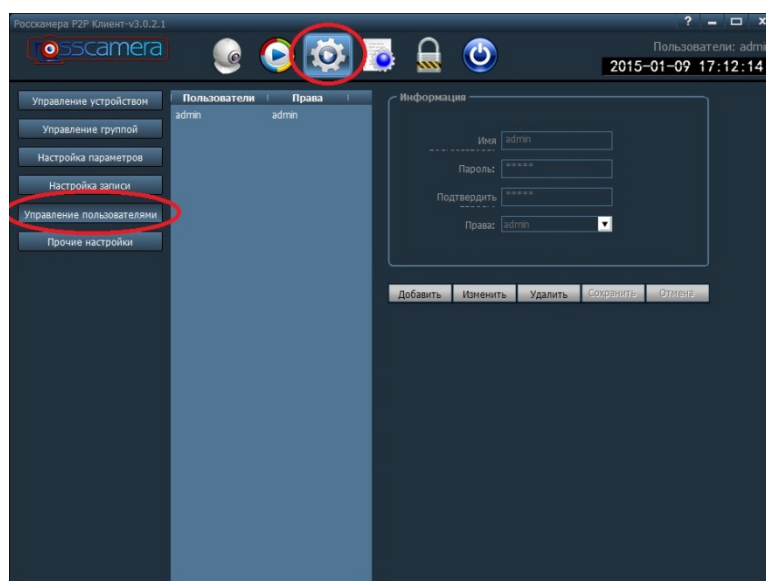 Росскамера P2P Клиент-v3.0.2.1
? – □ x
rosscamera
Пользователи: admi
2015-01-09 17:12:14
Управление устройством
Управление группой
Настройка параметров
Настройка записи
Управление пользователями
Прочие настройки
Пользователи Права
admin admin
Информация
Имя admin
Пароль: *****
Подтвердить *****
Права: admin
Добавить Изменить Удалить Сохранить Отмена